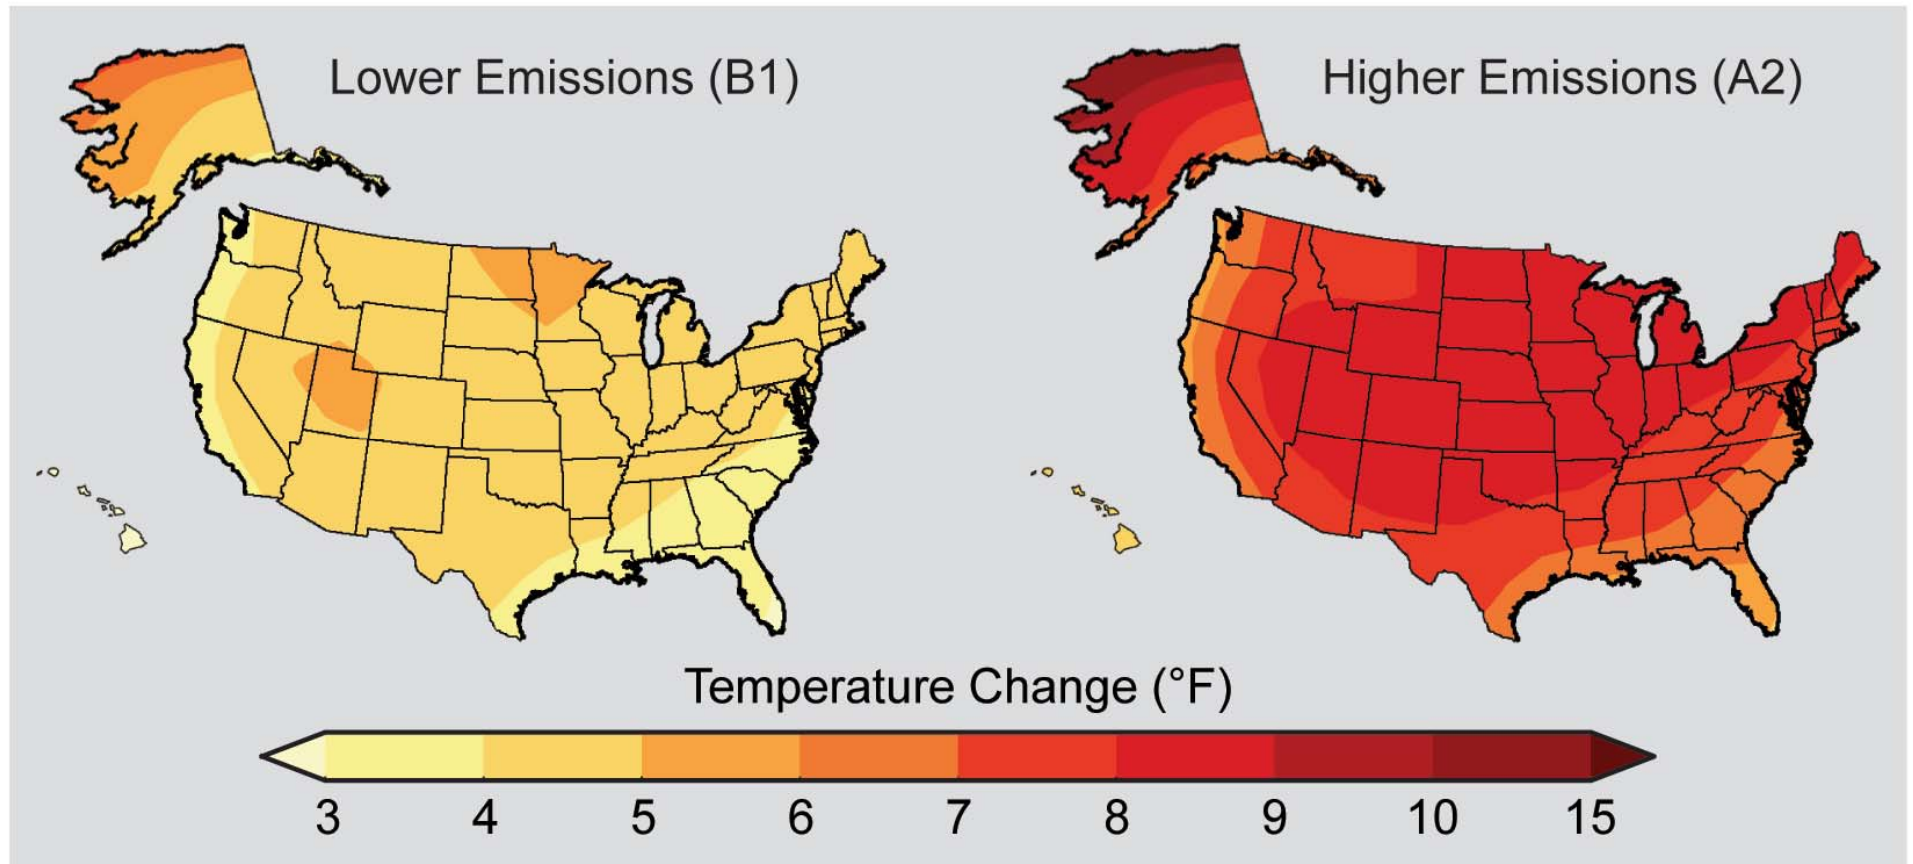 Lower Emissions (B1)
Higher Emissions (A2)
Temperature Change (°F)
3 4 5 6 7 8 9 10 15